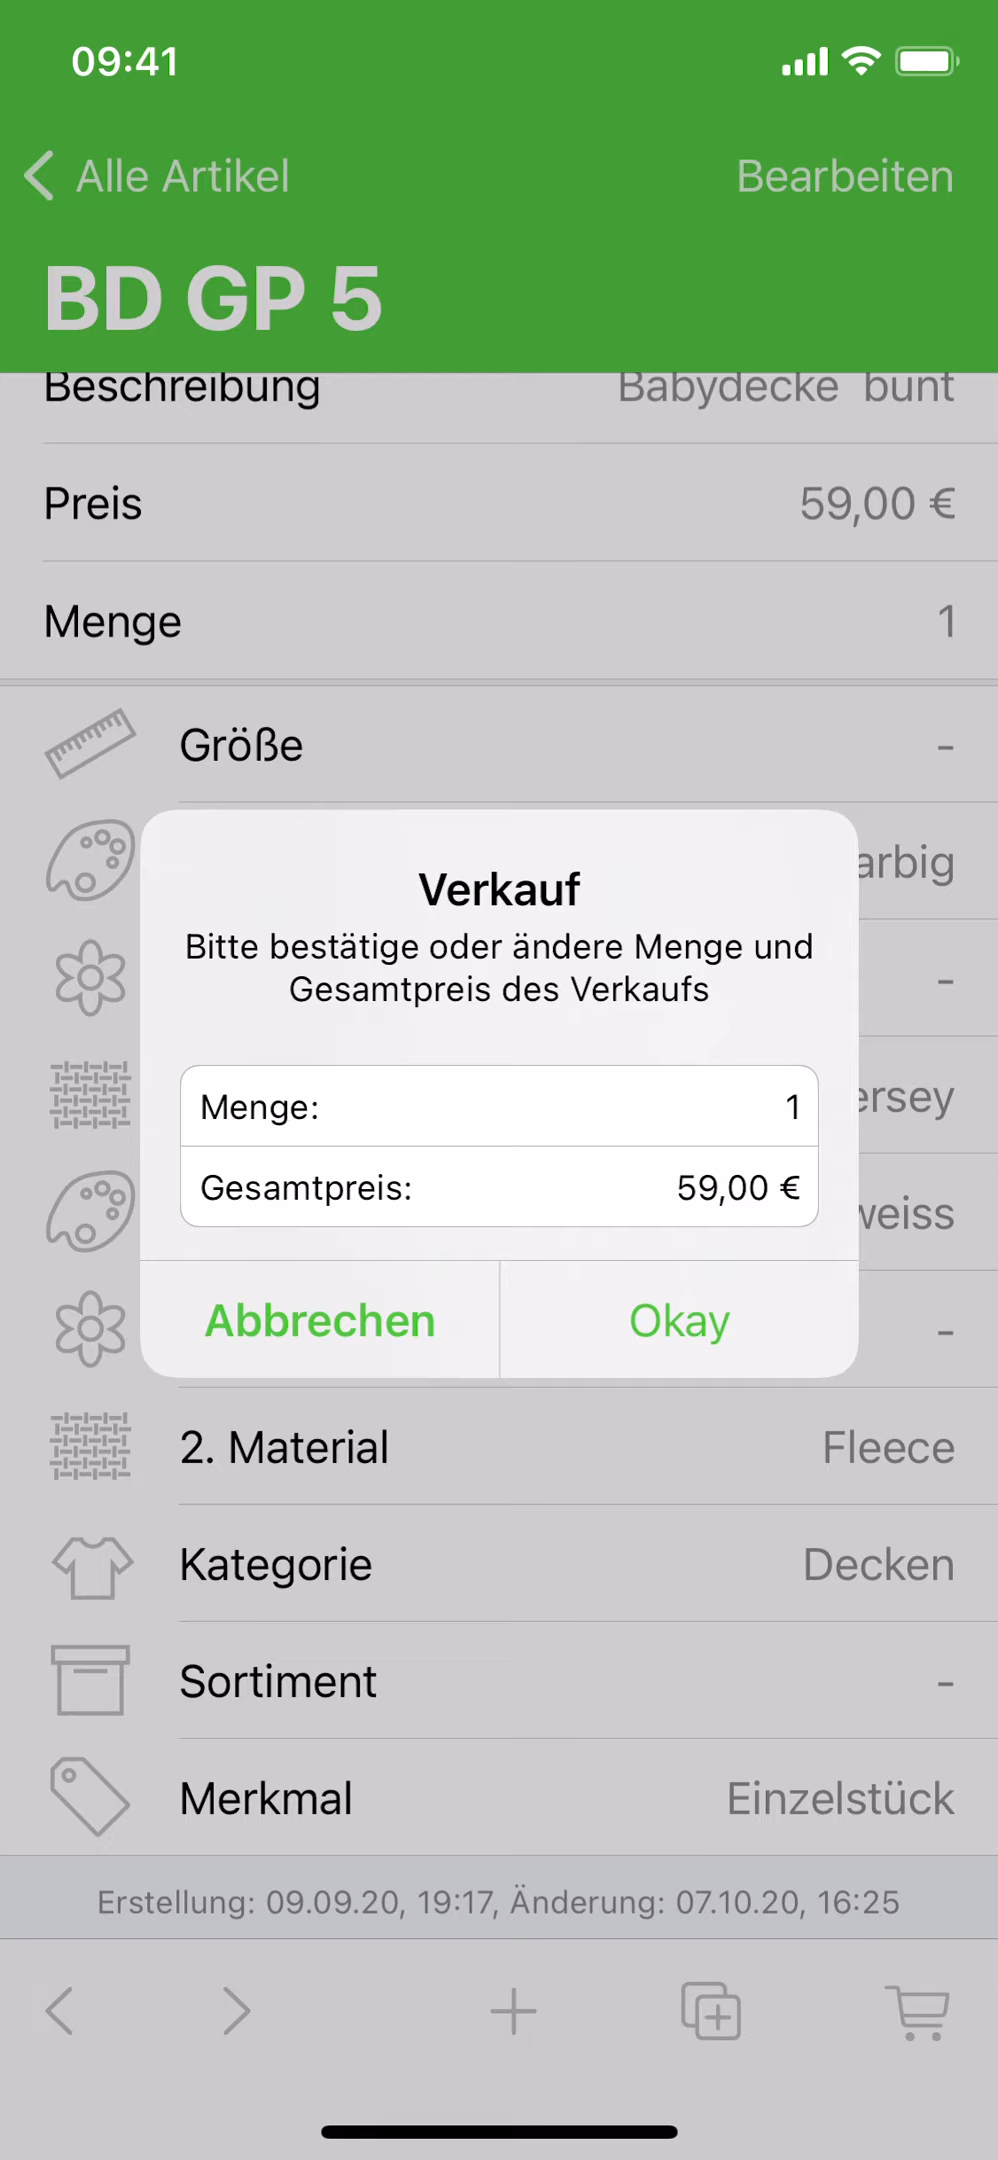 09:41
Alle Artikel
Bearbeiten
BD GP 5
Beschreibung Babydecke bunt
Preis 59,00 €
Menge 1
Größe -
arbig
-
Verkauf
Bitte bestätige oder ändere Menge und
Gesamtpreis des Verkaufs
Menge: 1
ersey
Gesamtpreis: 59,00 €
weiss
Abbrechen Okay
-
2. Material Fleece
Kategorie Decken
Sortiment -
Merkmal Einzelstück
Erstellung: 09.09.20, 19:17, Änderung: 07.10.20, 16:25